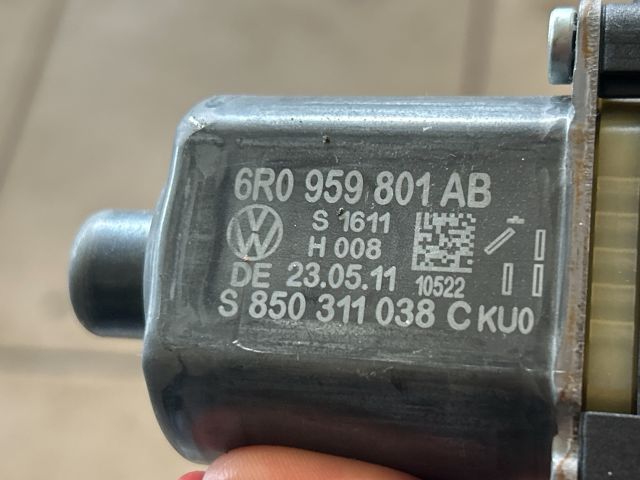 6R0 959 801 AB
S 1611
H 008
DE 23.05.11 10522
S 850 311 038 C KU0